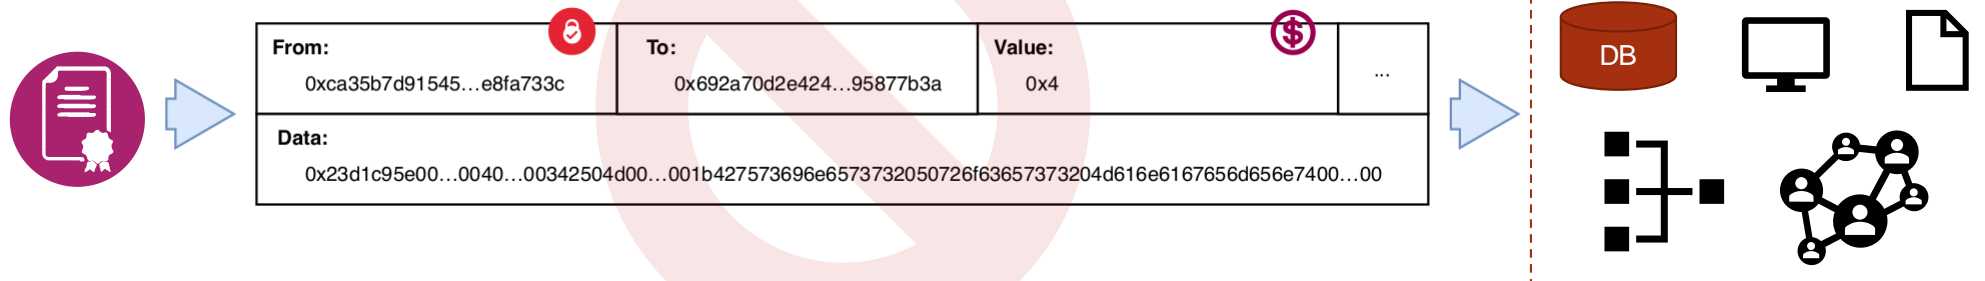 From:
0xca35b7d91545...e8fa733c
To:
0x692a70d2e424...95877b3a
Value:
0x4
...
Data:
0x23d1c95e00...0040...00342504d00...001b427573696e6573732050726f63657373204d616e6167656d656e7400...00
DB